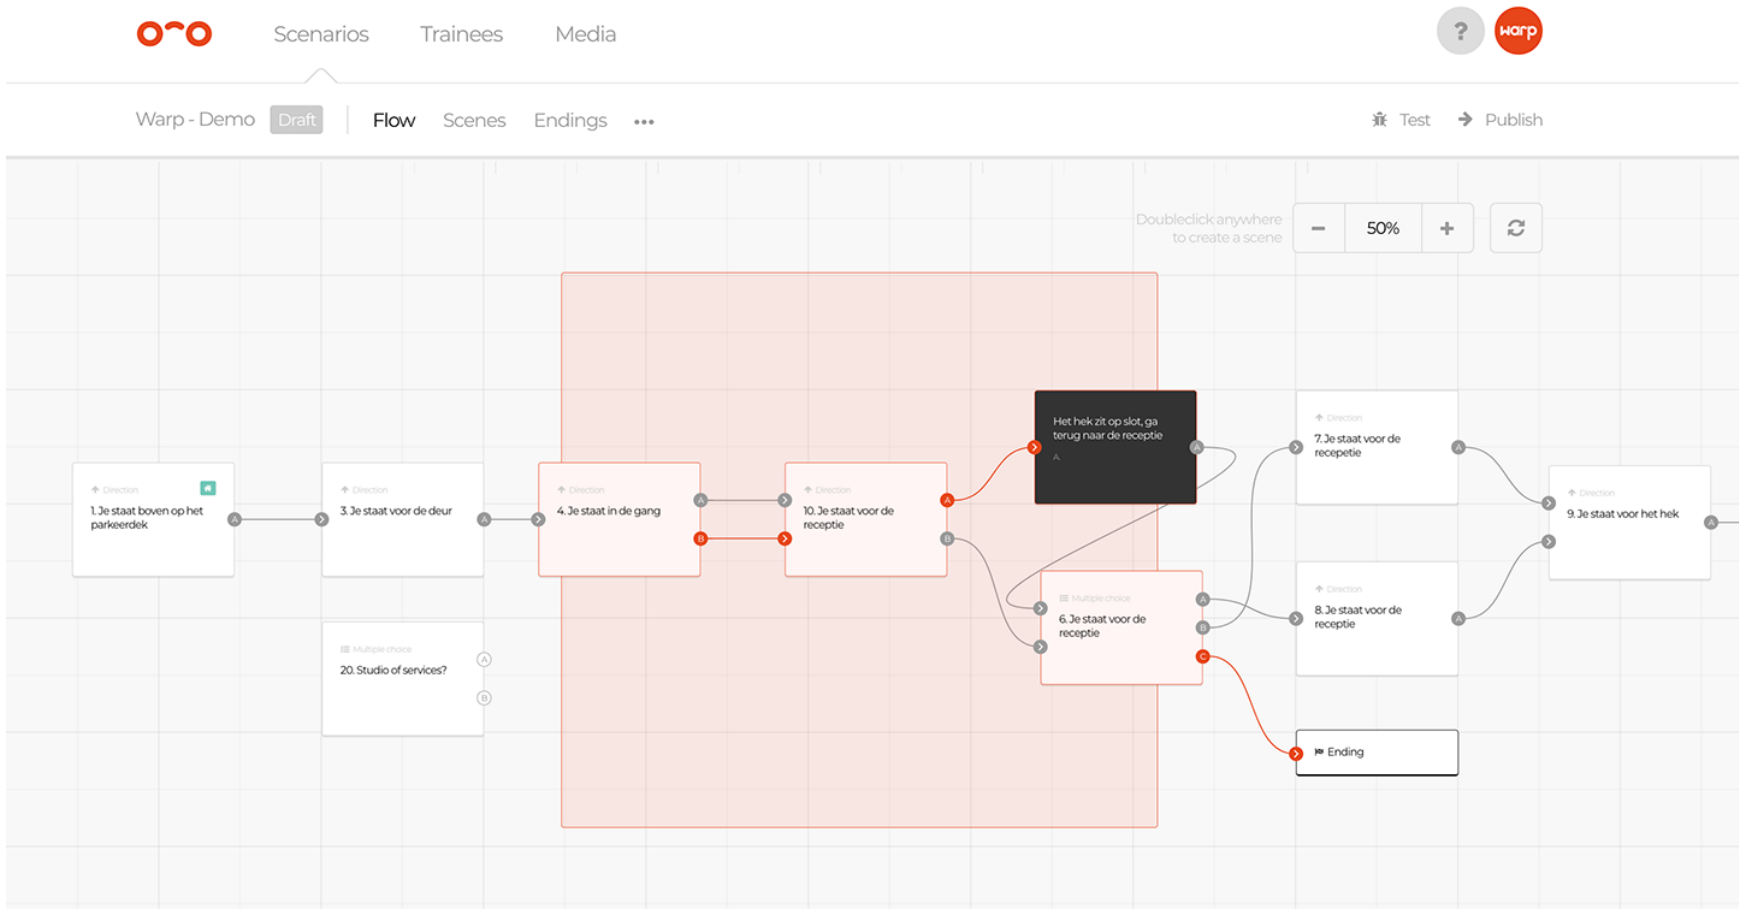 Scenarios Trainees Media ? warp
Warp - Demo Draft Flow Scenes Endings ••• Test Publish
Doubleclick anywhere
to create a scene
50%
Direction
1. Je staat boven op het
parkeerdek
A
Direction
3. Je staat voor de deur
A
Multiple choice
20. Studio of services?
A
B
Direction
4. Je staat in de gang
A
B
Direction
10. Je staat voor de
receptie
A
B
Het hek zit op slot, ga
terug naar de receptie
A.
A
Multiple choice
6. Je staat voor de
receptie
A
B
C
Direction
7. Je staat voor de
recepetie
A
Direction
8. Je staat voor de
receptie
A
Ending
Direction
9. Je staat voor het hek
A